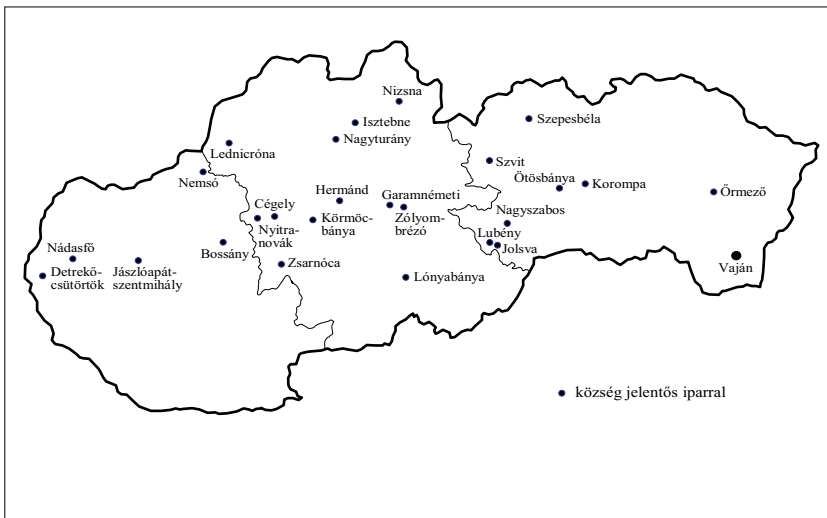 Nizsna
Isztebne
Nagyturány
Szepesbéla
Lednicróna
Szvit
Nemsó
Ötösbánya
Korompa
Őrmező
Hermánd
Garamnémeti
Cégely
Körmöc-
bánya
Zólyom-
brézó
Nagyszabos
Nyitra-
novák
Lubény
Jolsva
Nádasfő
Bossány
Zsarnóca
Vaján
Detrekő-
csütörtök
Jászlóapát-
szentmihály
Lónyabánya
község jelentős iparral